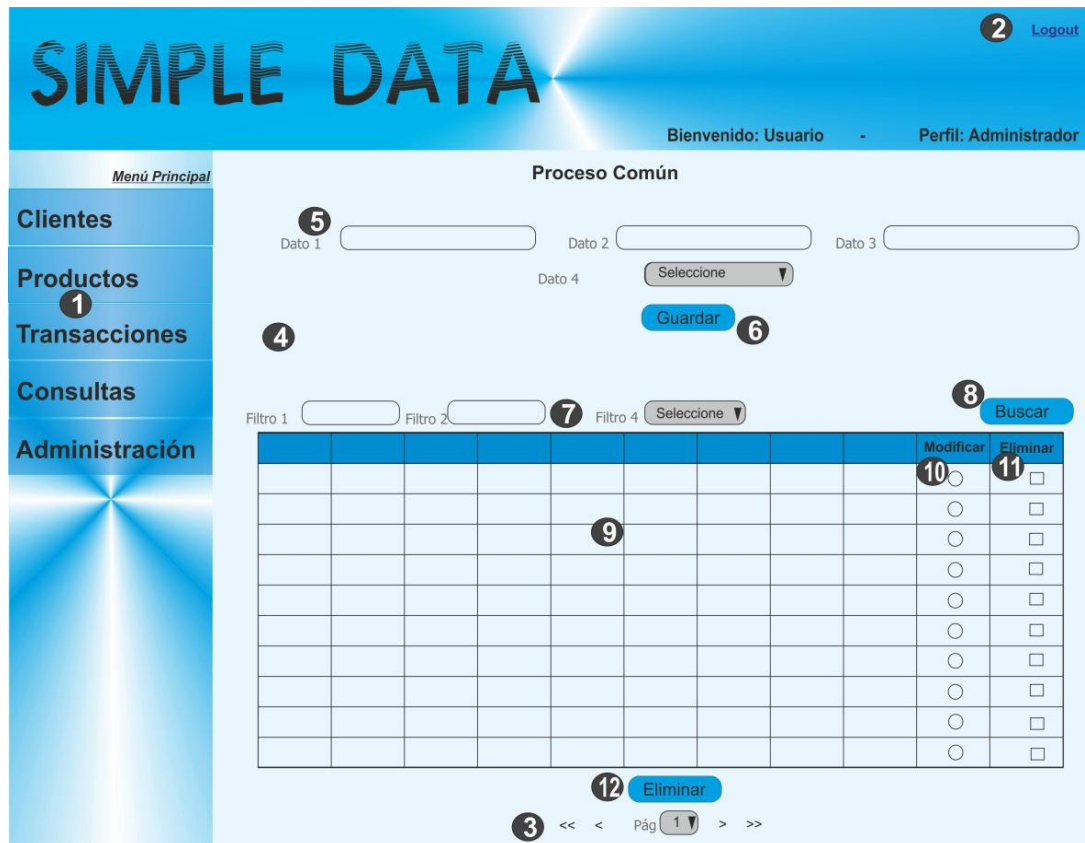 2 Logout
SIMPLE DATA
Bienvenido: Usuario - Perfil: Administrador
Menú Principal
Proceso Común
Clientes
Productos
1
Transacciones
Consultas
Administración
5
Dato 1 Dato 2 Dato 3
Dato 4 Seleccione
Guardar 6
4
8
Filtro 1 Filtro 2 7 Filtro 4 Seleccione Buscar
Modificar Eliminar
10 11
9
12 Eliminar
3 << < Pág 1 > >>